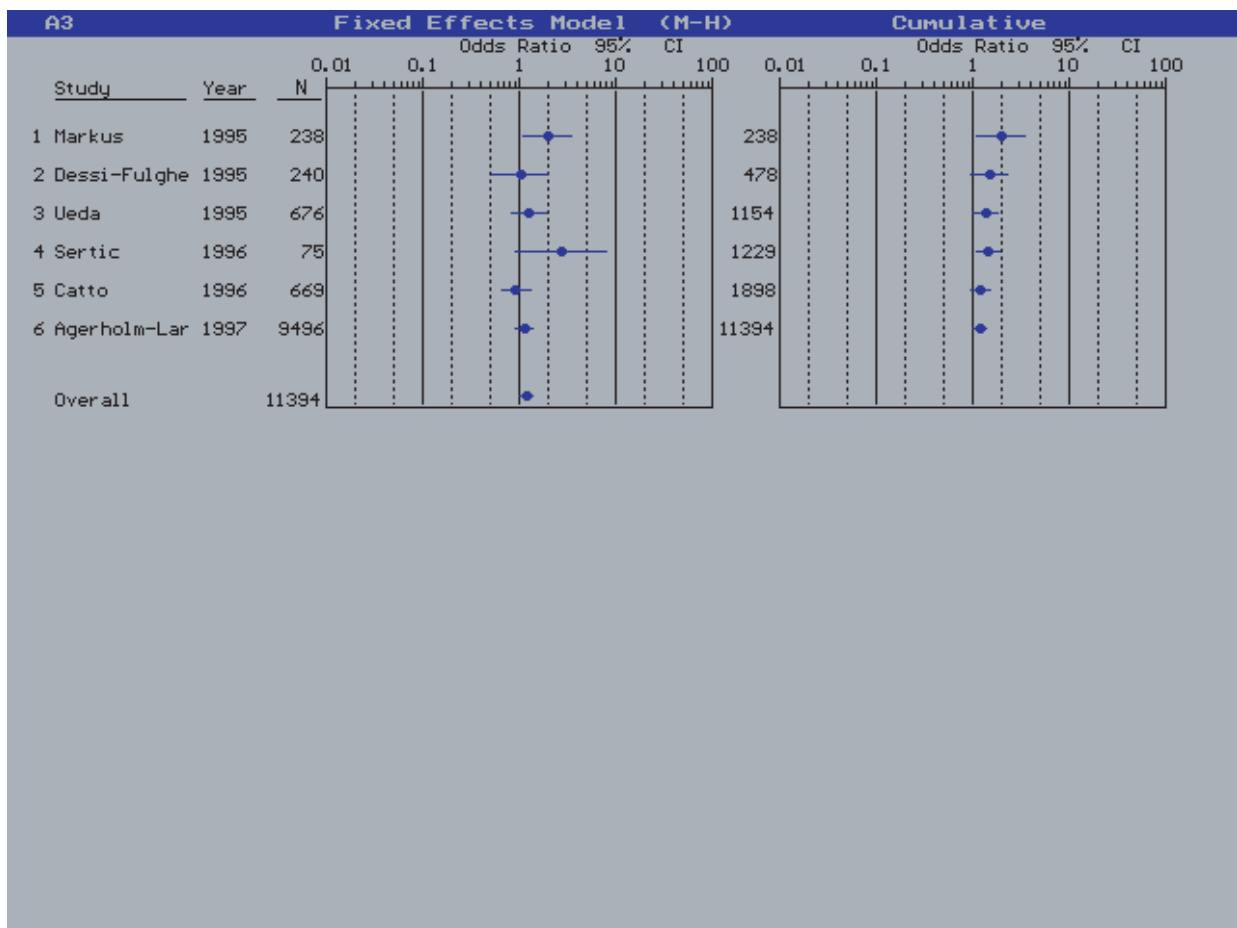 A3 Fixed Effects Model (M-H) Cumulative
Odds Ratio 95% CI Odds Ratio 95% CI
0.01 0.1 1 10 100 0.01 0.1 1 10 100
Study Year N
1 Markus 1995 238 238
2 Dessi-Fulghe 1995 240 478
3 Ueda 1995 676 1154
4 Sertic 1996 75 1229
5 Catto 1996 669 1898
6 Agerholm-Lar 1997 9496 11394
Overall 11394